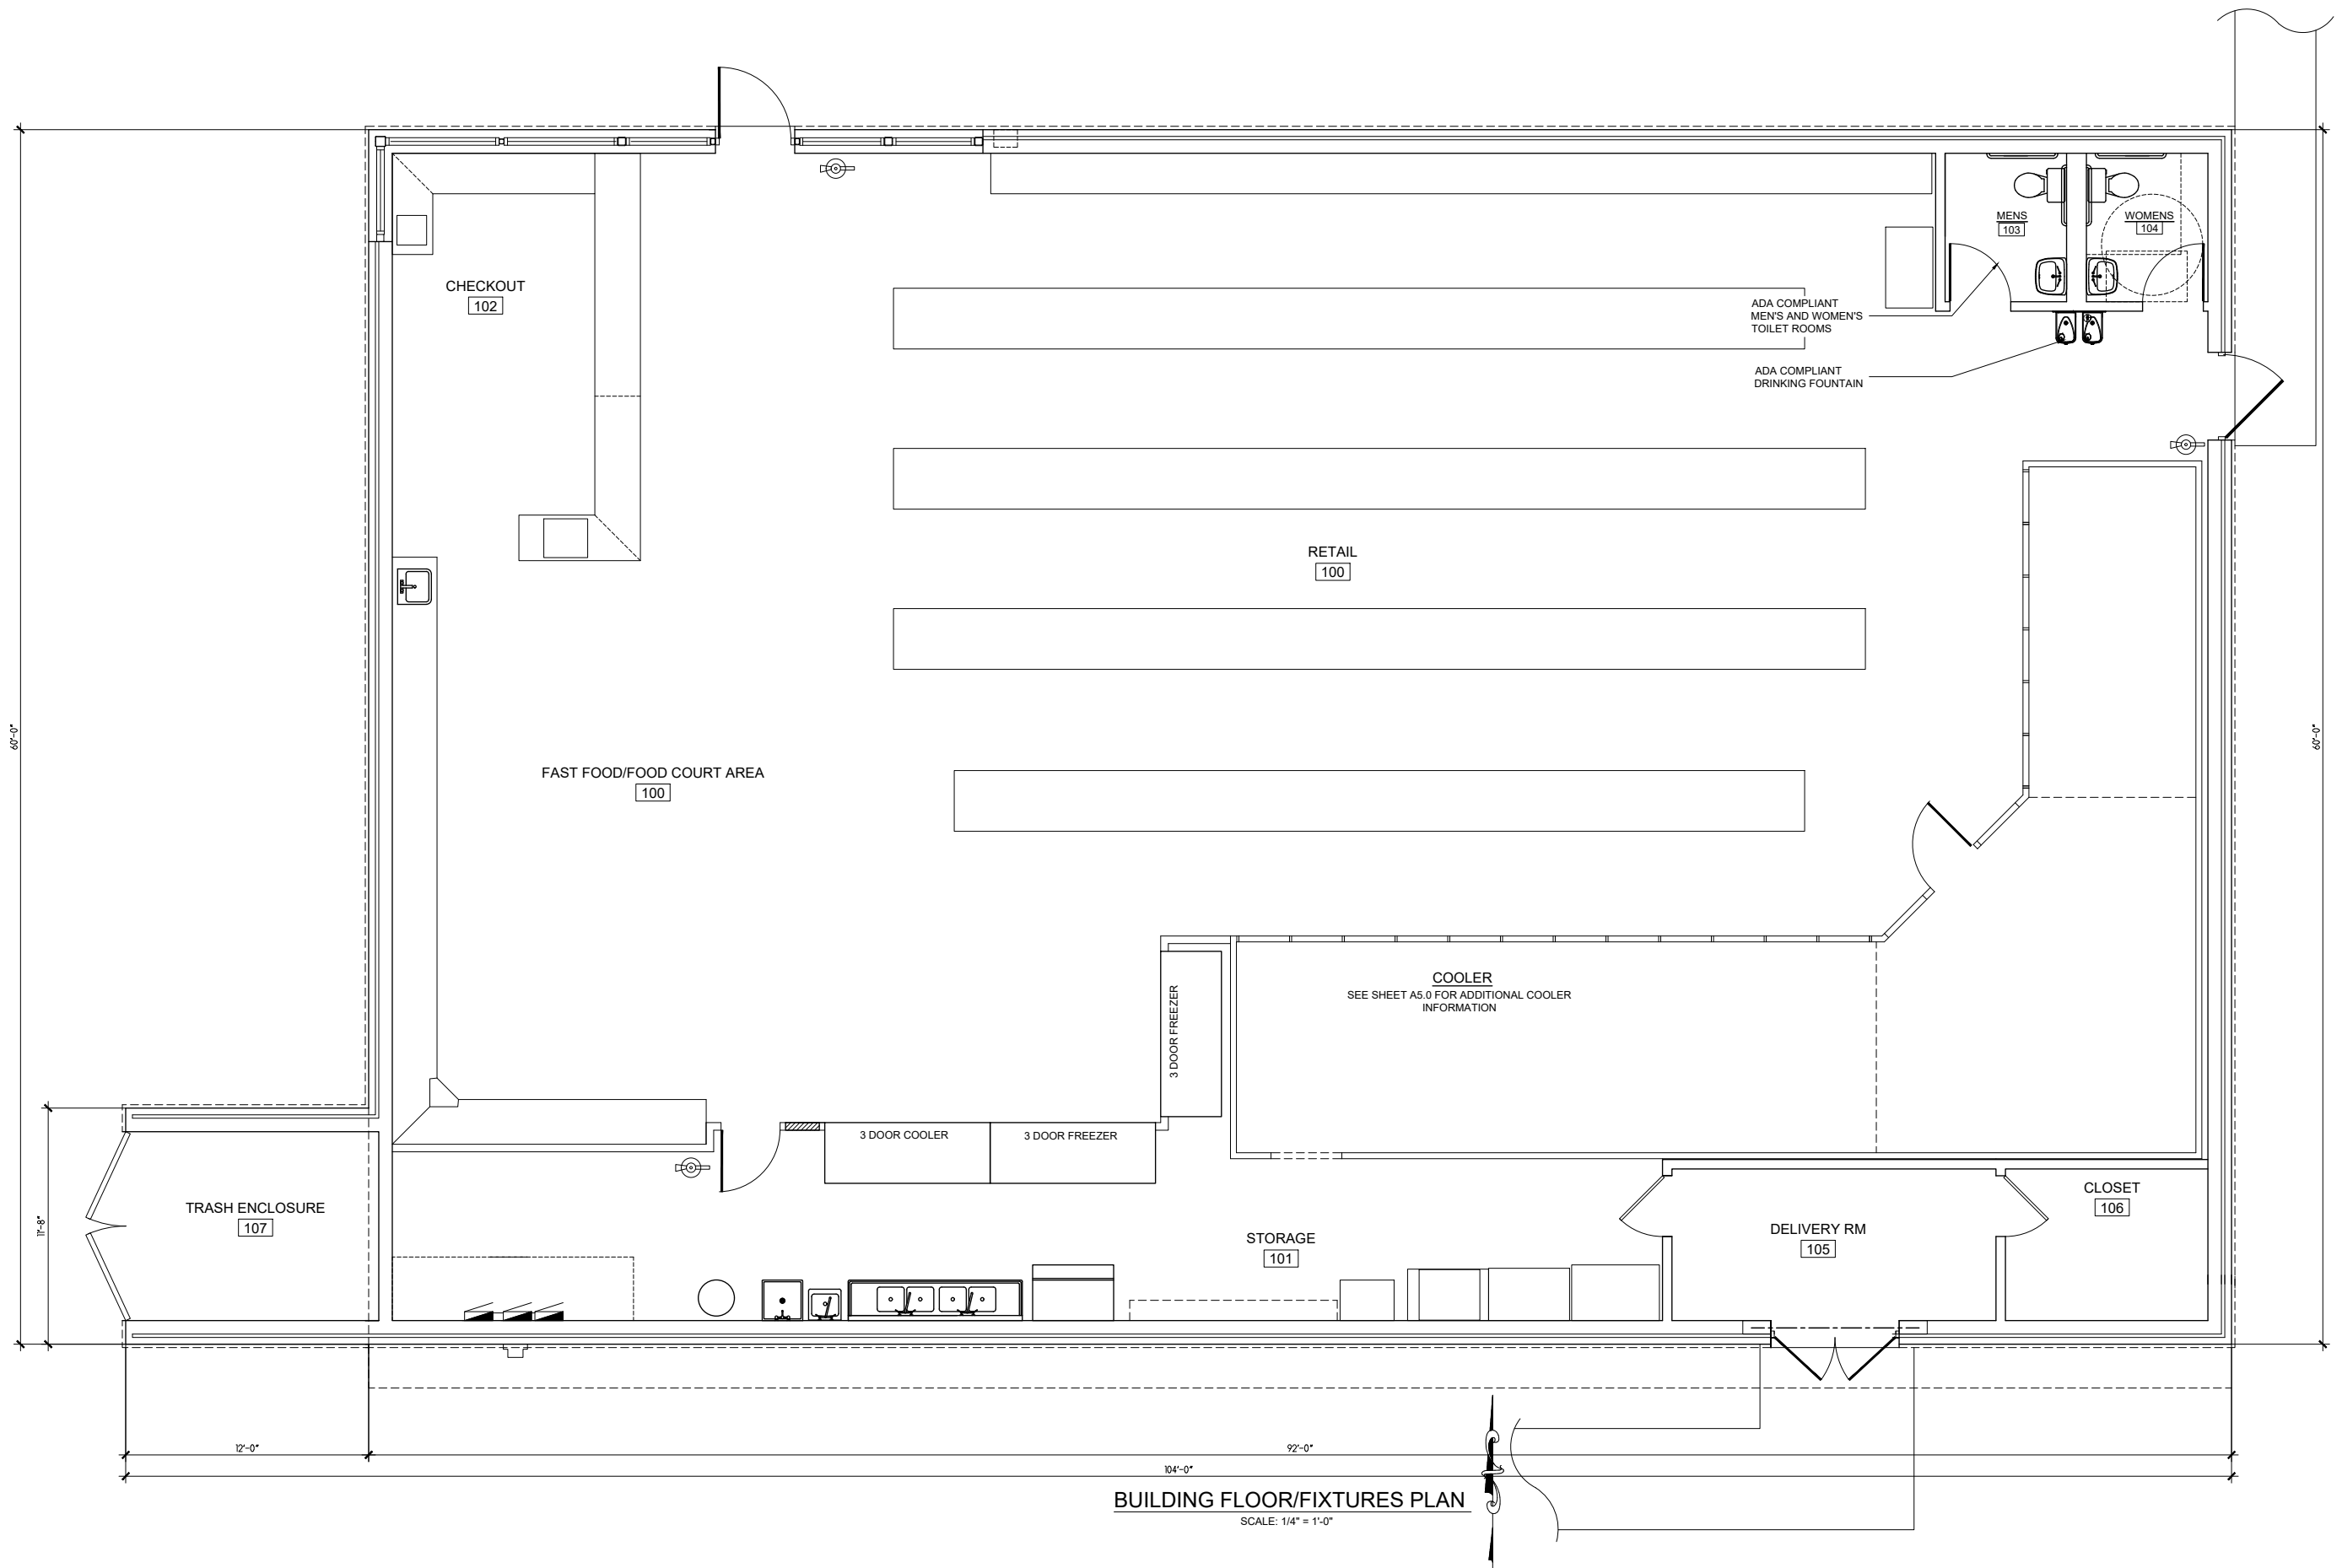 MENS
103
WOMENS
104
CHECKOUT
102
ADA COMPLIANT
MEN'S AND WOMEN'S
TOILET ROOMS
ADA COMPLIANT
DRINKING FOUNTAIN
RETAIL
100
60'-0"
60'-0"
FAST FOOD/FOOD COURT AREA
100
COOLER
SEE SHEET A5.0 FOR ADDITIONAL COOLER
INFORMATION
3 DOOR FREEZER
3 DOOR COOLER
3 DOOR FREEZER
TRASH ENCLOSURE
107
11'-8"
STORAGE
101
DELIVERY RM
105
CLOSET
106
12'-0"
92'-0"
104'-0"
BUILDING FLOOR/FIXTURES PLAN
SCALE: 1/4" = 1'-0"